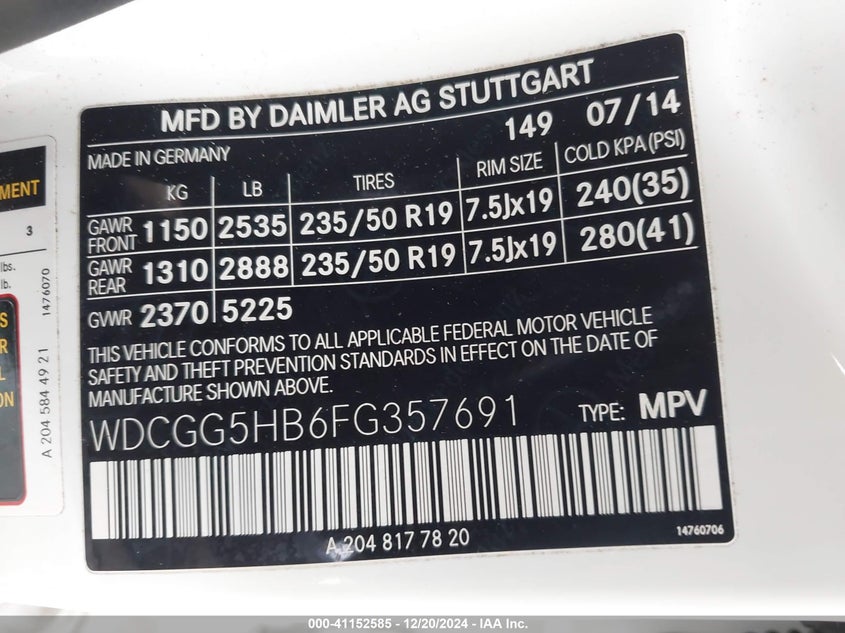 MFD BY DAIMLER AG STUTTGART
149 07/14
MADE IN GERMANY
KG LB TIRES RIM SIZE COLD KPA (PSI)
GAWR FRONT 1150 2535 235/50 R19 7.5Jx19 240(35)
GAWR REAR 1310 2888 235/50 R19 7.5Jx19 280(41)
GVWR 2370 5225
THIS VEHICLE CONFORMS TO ALL APPLICABLE FEDERAL MOTOR VEHICLE
SAFETY AND THEFT PREVENTION STANDARDS IN EFFECT ON THE DATE OF
MANUFACTURE SHOWN ABOVE.
WDCGG5HB6FG357691 TYPE: MPV
A 204 817 78 20
14760706
MENT
3
lbs.
lb.
1476070
S
R
L
ON
A 204 584 49 21
000-41152585 - 12/20/2024 - IAA Inc.